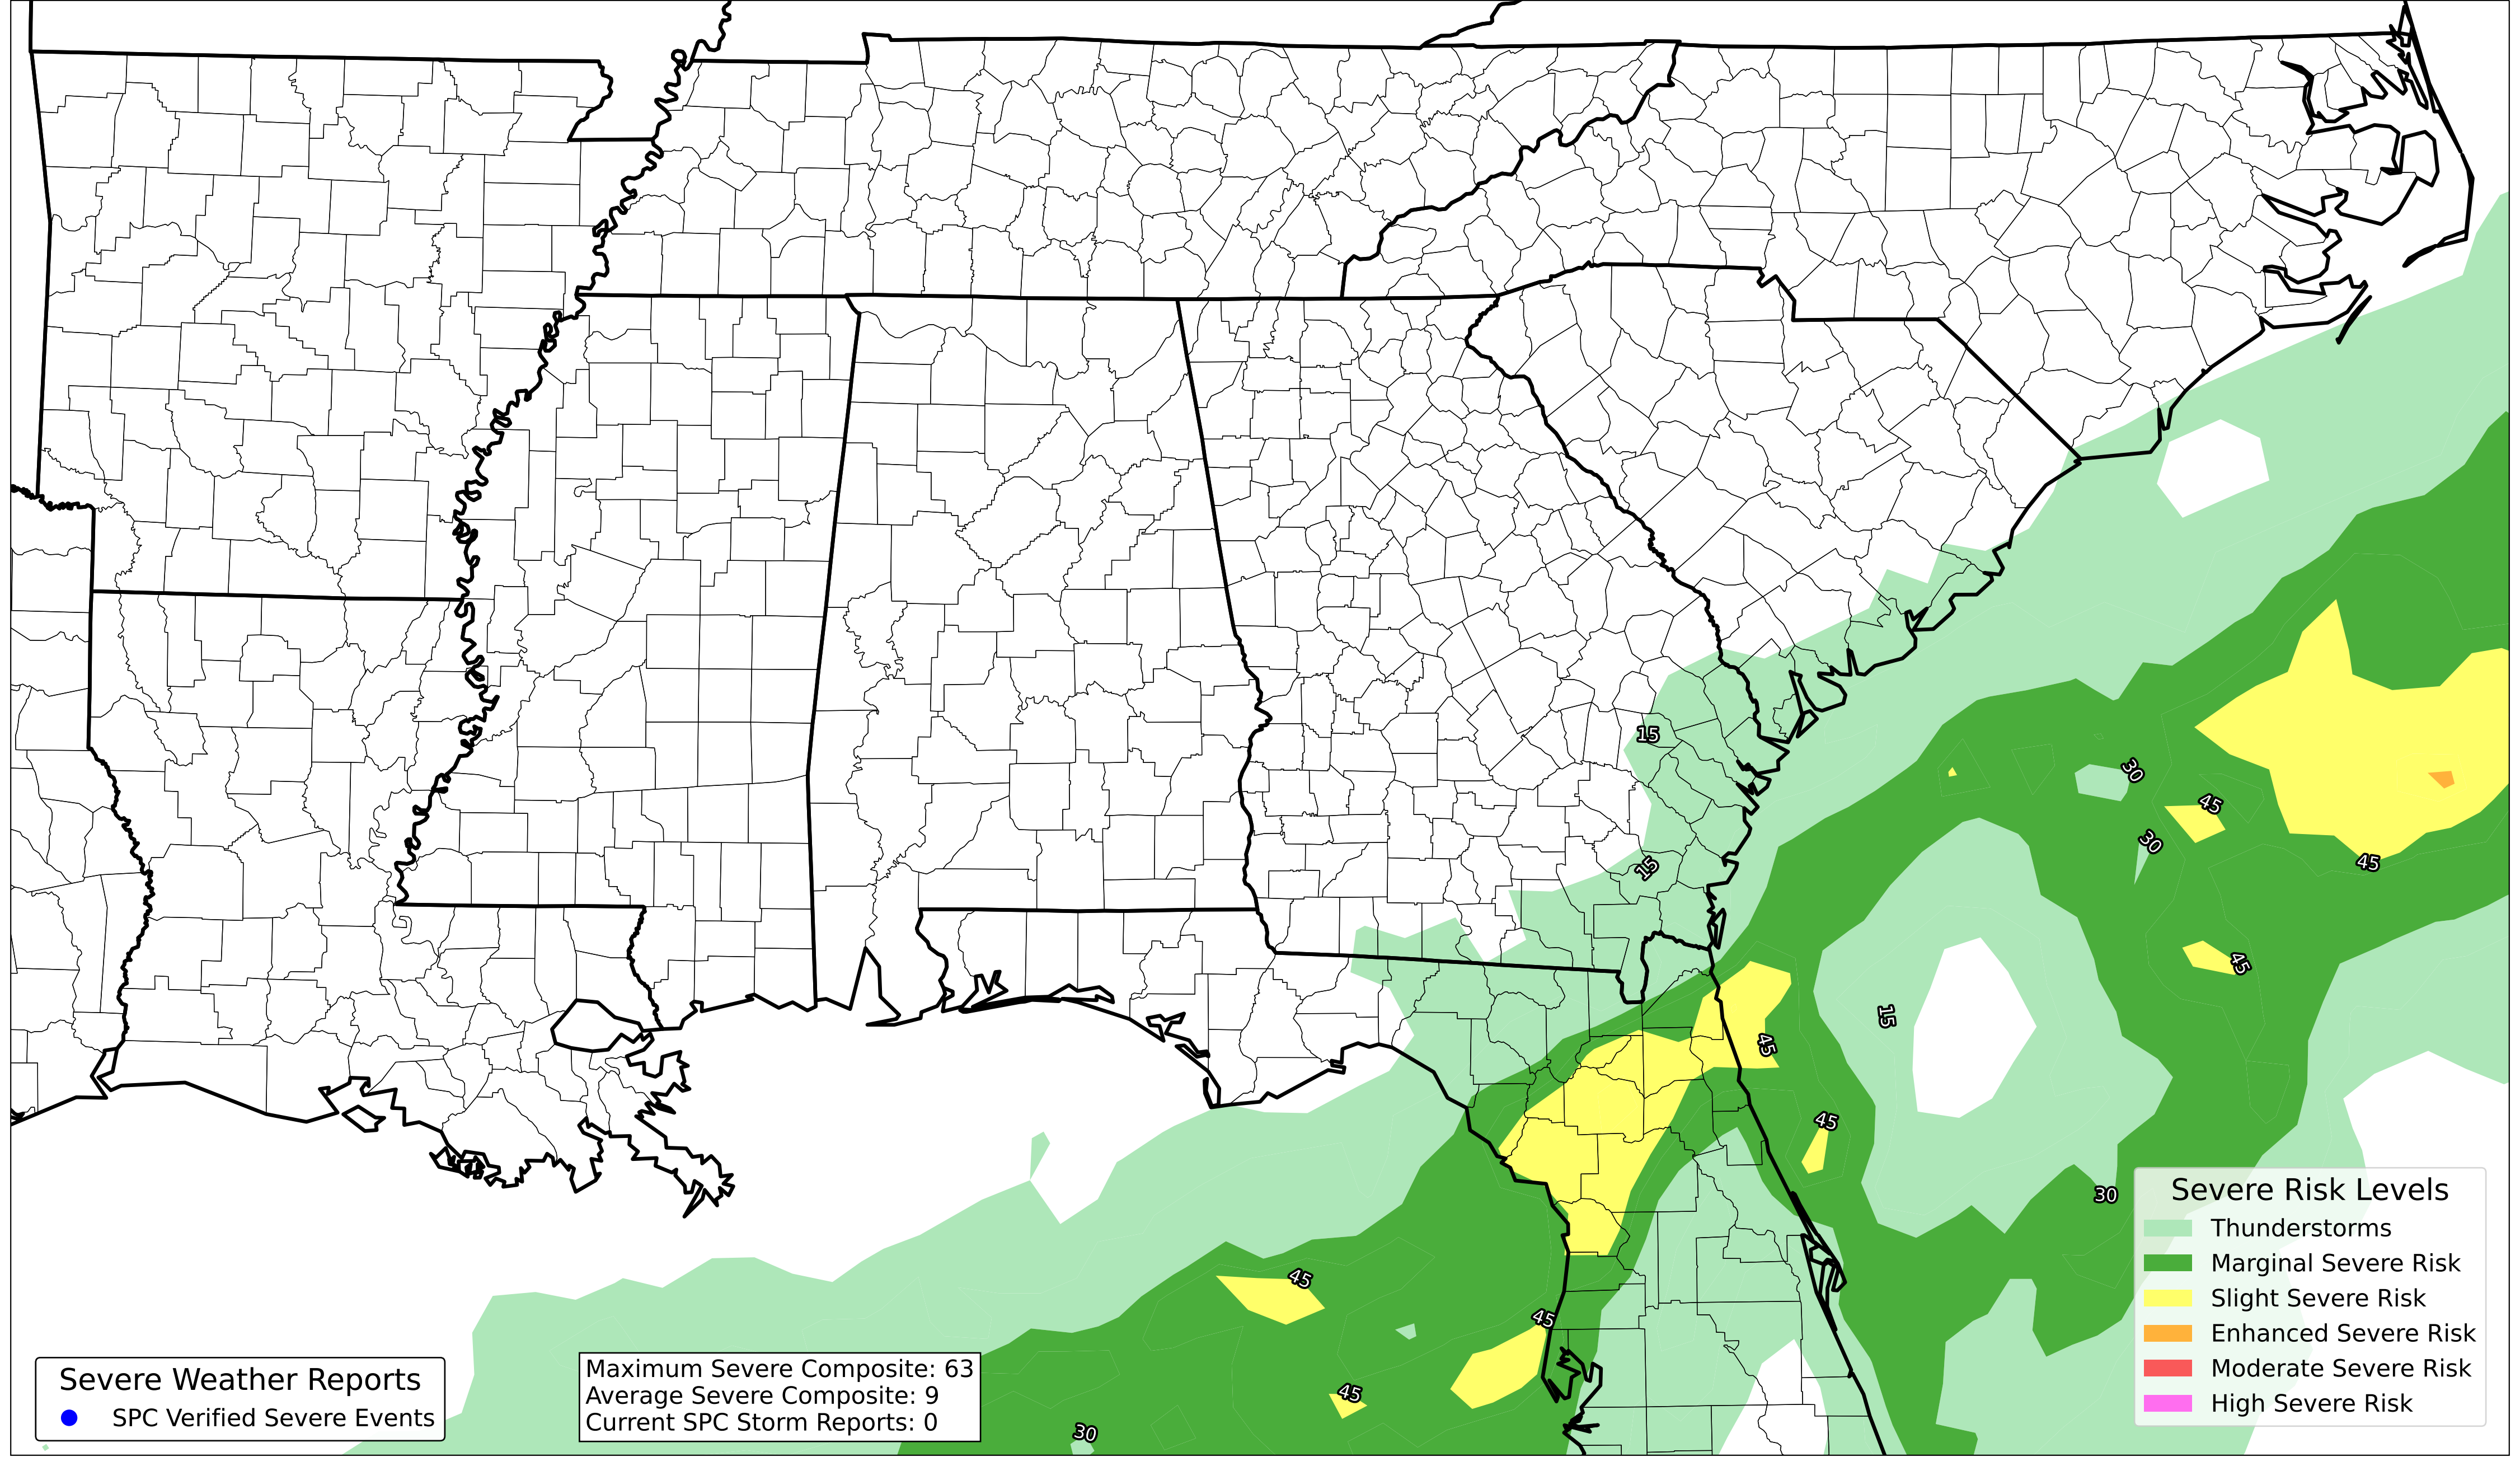 15
30
45
30
45
15
45
15
45
45
30
45
45
45
30
Severe Risk Levels
Thunderstorms
Marginal Severe Risk
Slight Severe Risk
Enhanced Severe Risk
Moderate Severe Risk
High Severe Risk
Severe Weather Reports
SPC Verified Severe Events
Maximum Severe Composite: 63
Average Severe Composite: 9
Current SPC Storm Reports: 0